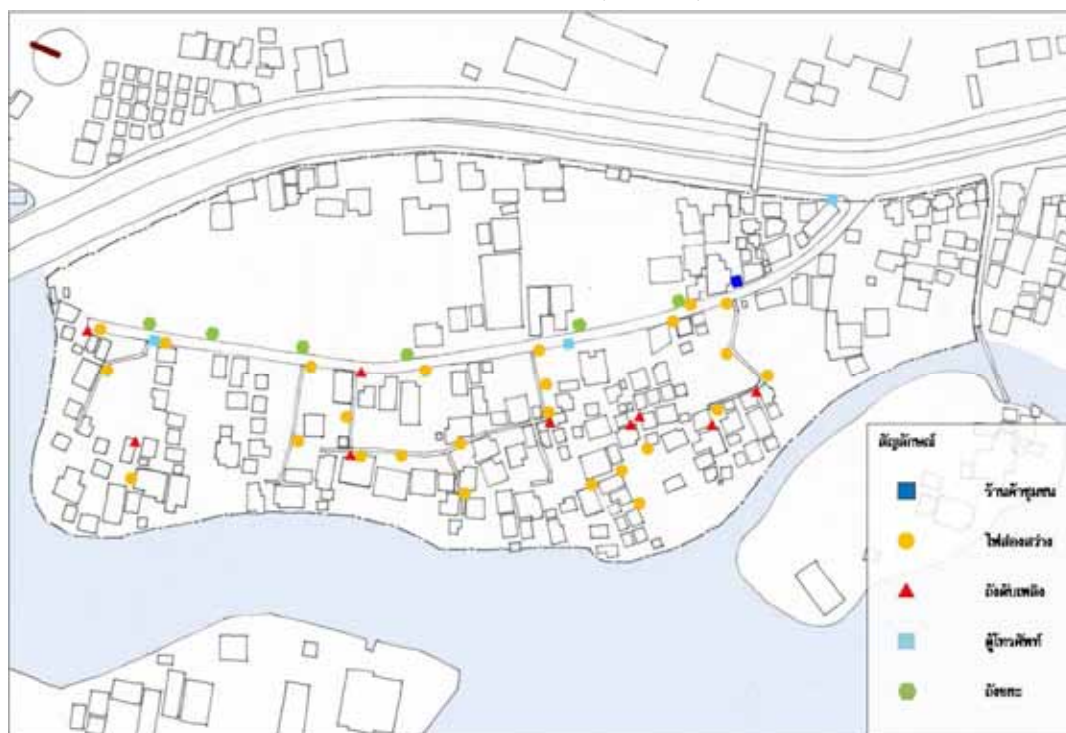 สัญลักษณ์
ร้านค้าชุมชน
ไฟส่องสว่าง
ถังดับเพลิง
ตู้โทรศัพท์
ถังขยะ